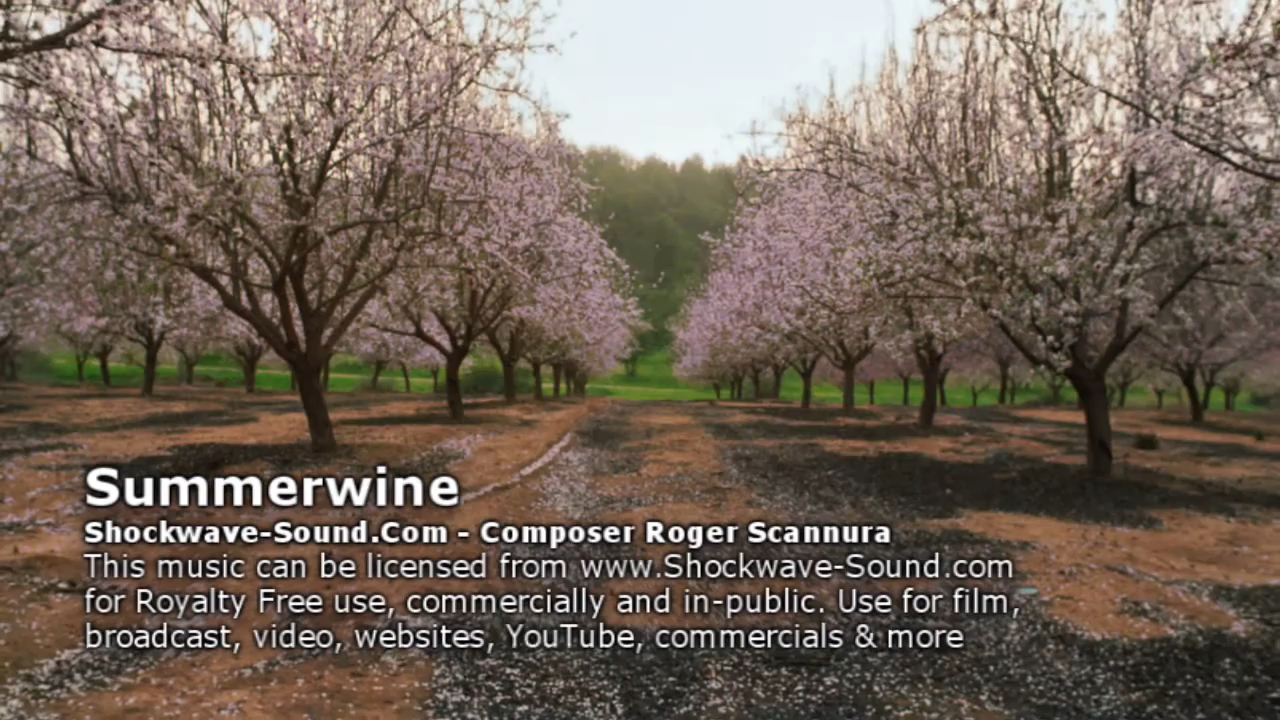 Summerwine
Shockwave-Sound.Com - Composer Roger Scannura
This music can be licensed from www.Shockwave-Sound.com
for Royalty Free use, commercially and in-public. Use for film,
broadcast, video, websites, YouTube, commercials & more